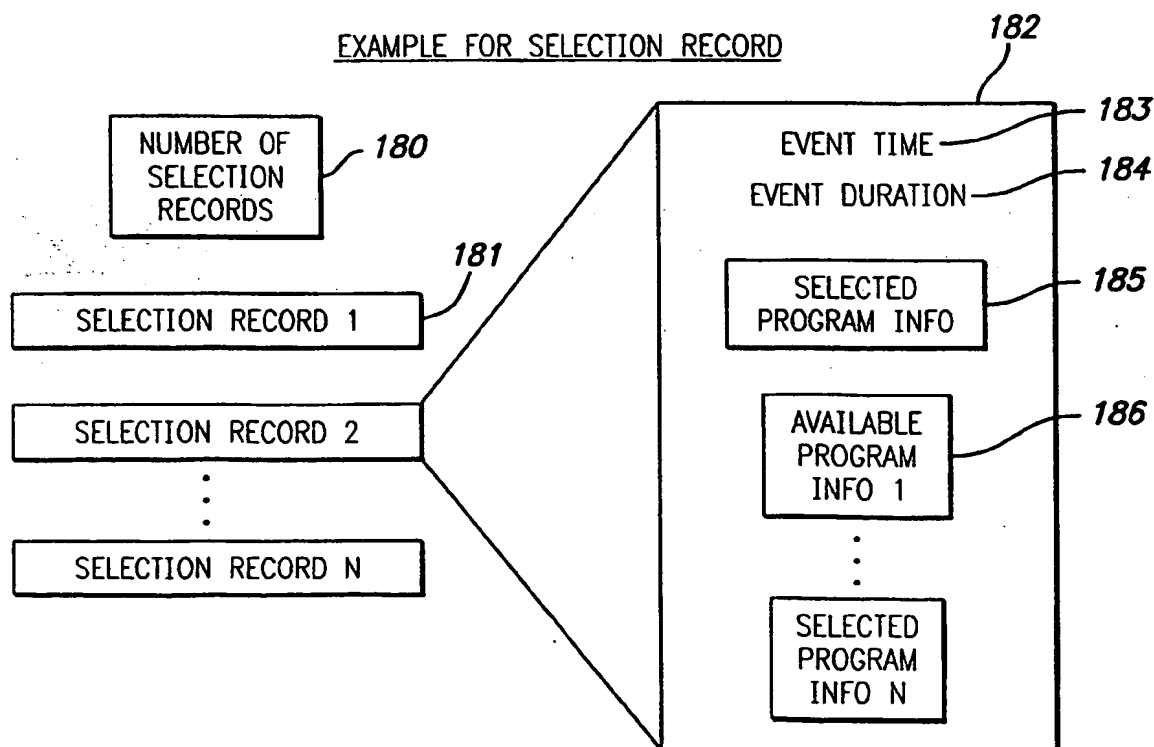 EXAMPLE FOR SELECTION RECORD
182
NUMBER OF
SELECTION
RECORDS
180
SELECTION RECORD 1
181
SELECTION RECORD 2
SELECTION RECORD N
EVENT TIME
183
EVENT DURATION
184
SELECTED
PROGRAM INFO
185
AVAILABLE
PROGRAM
INFO 1
186
SELECTED
PROGRAM
INFO N